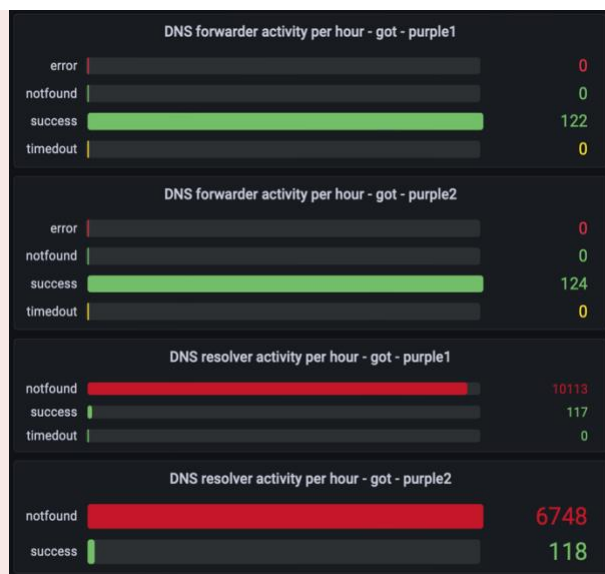 DNS forwarder activity per hour - got - purple1
error 0
notfound 0
success 122
timedout 0
DNS forwarder activity per hour - got - purple2
error 0
notfound 0
success 124
timedout 0
DNS resolver activity per hour - got - purple1
notfound 10113
success 117
timedout 0
DNS resolver activity per hour - got - purple2
notfound 6748
success 118